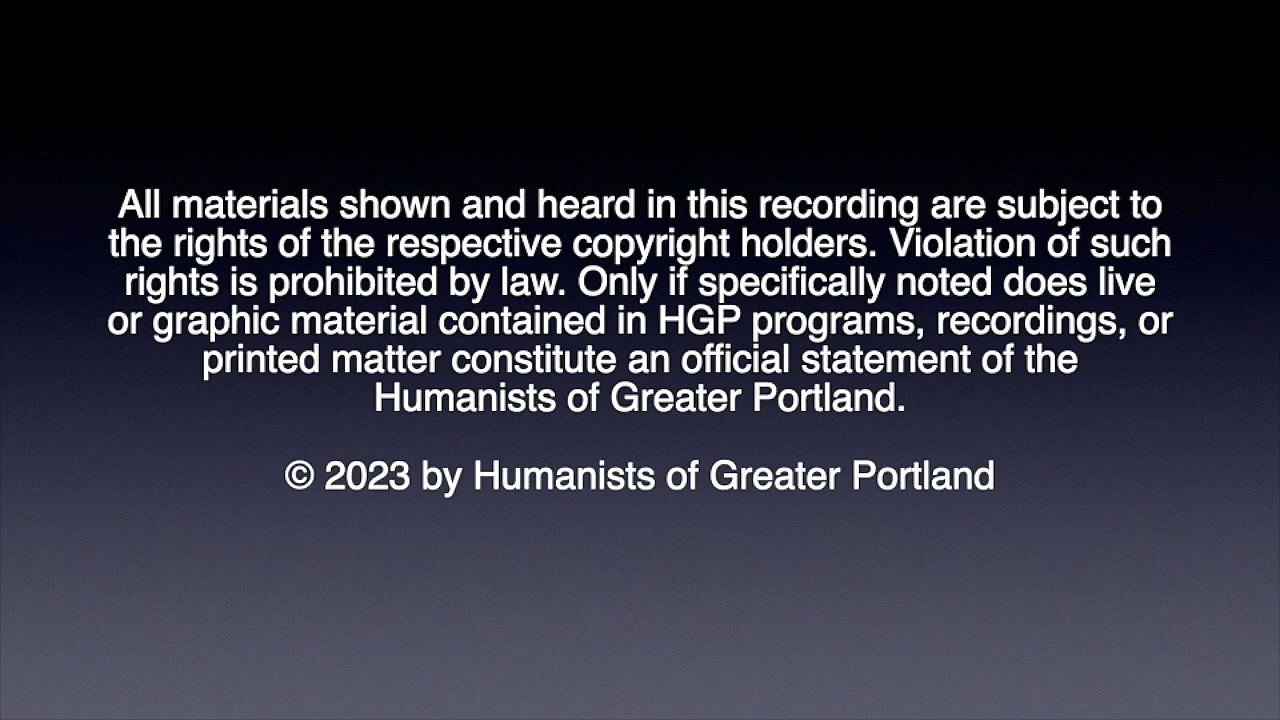 All materials shown and heard in this recording are subject to
the rights of the respective copyright holders. Violation of such
rights is prohibited by law. Only if specifically noted does live
or graphic material contained in HGP programs, recordings, or
printed matter constitute an official statement of the
Humanists of Greater Portland.
© 2023 by Humanists of Greater Portland